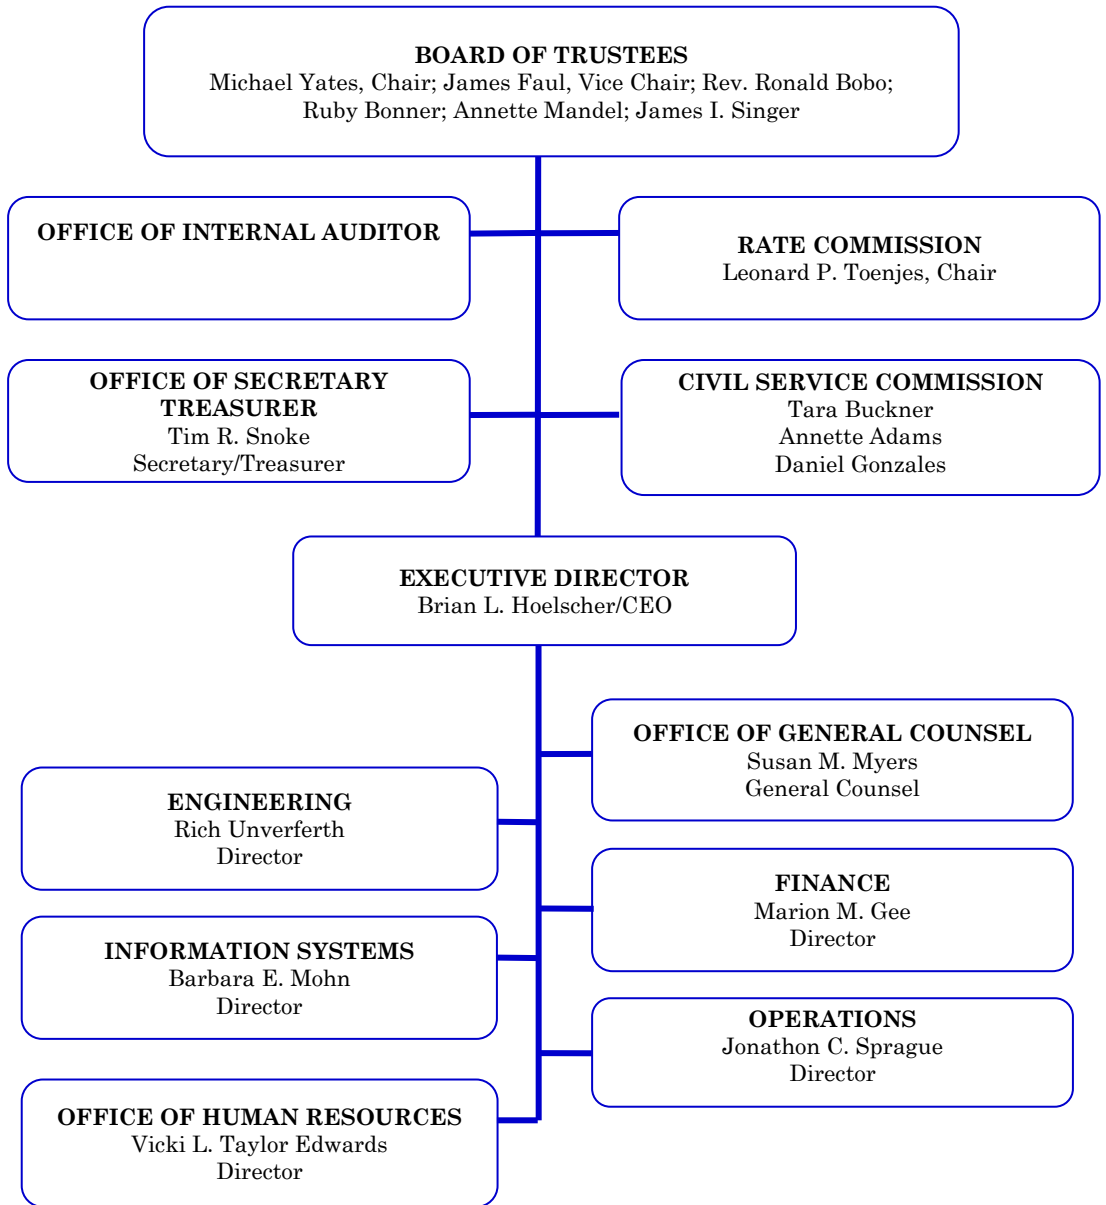 BOARD OF TRUSTEES
Michael Yates, Chair; James Faul, Vice Chair; Rev. Ronald Bobo;
Ruby Bonner; Annette Mandel; James I. Singer
OFFICE OF INTERNAL AUDITOR
RATE COMMISSION
Leonard P. Toenjes, Chair
OFFICE OF SECRETARY
TREASURER
Tim R. Snoke
Secretary/Treasurer
CIVIL SERVICE COMMISSION
Tara Buckner
Annette Adams
Daniel Gonzales
EXECUTIVE DIRECTOR
Brian L. Hoelscher/CEO
OFFICE OF GENERAL COUNSEL
Susan M. Myers
General Counsel
ENGINEERING
Rich Unverferth
Director
FINANCE
Marion M. Gee
Director
INFORMATION SYSTEMS
Barbara E. Mohn
Director
OPERATIONS
Jonathon C. Sprague
Director
OFFICE OF HUMAN RESOURCES
Vicki L. Taylor Edwards
Director